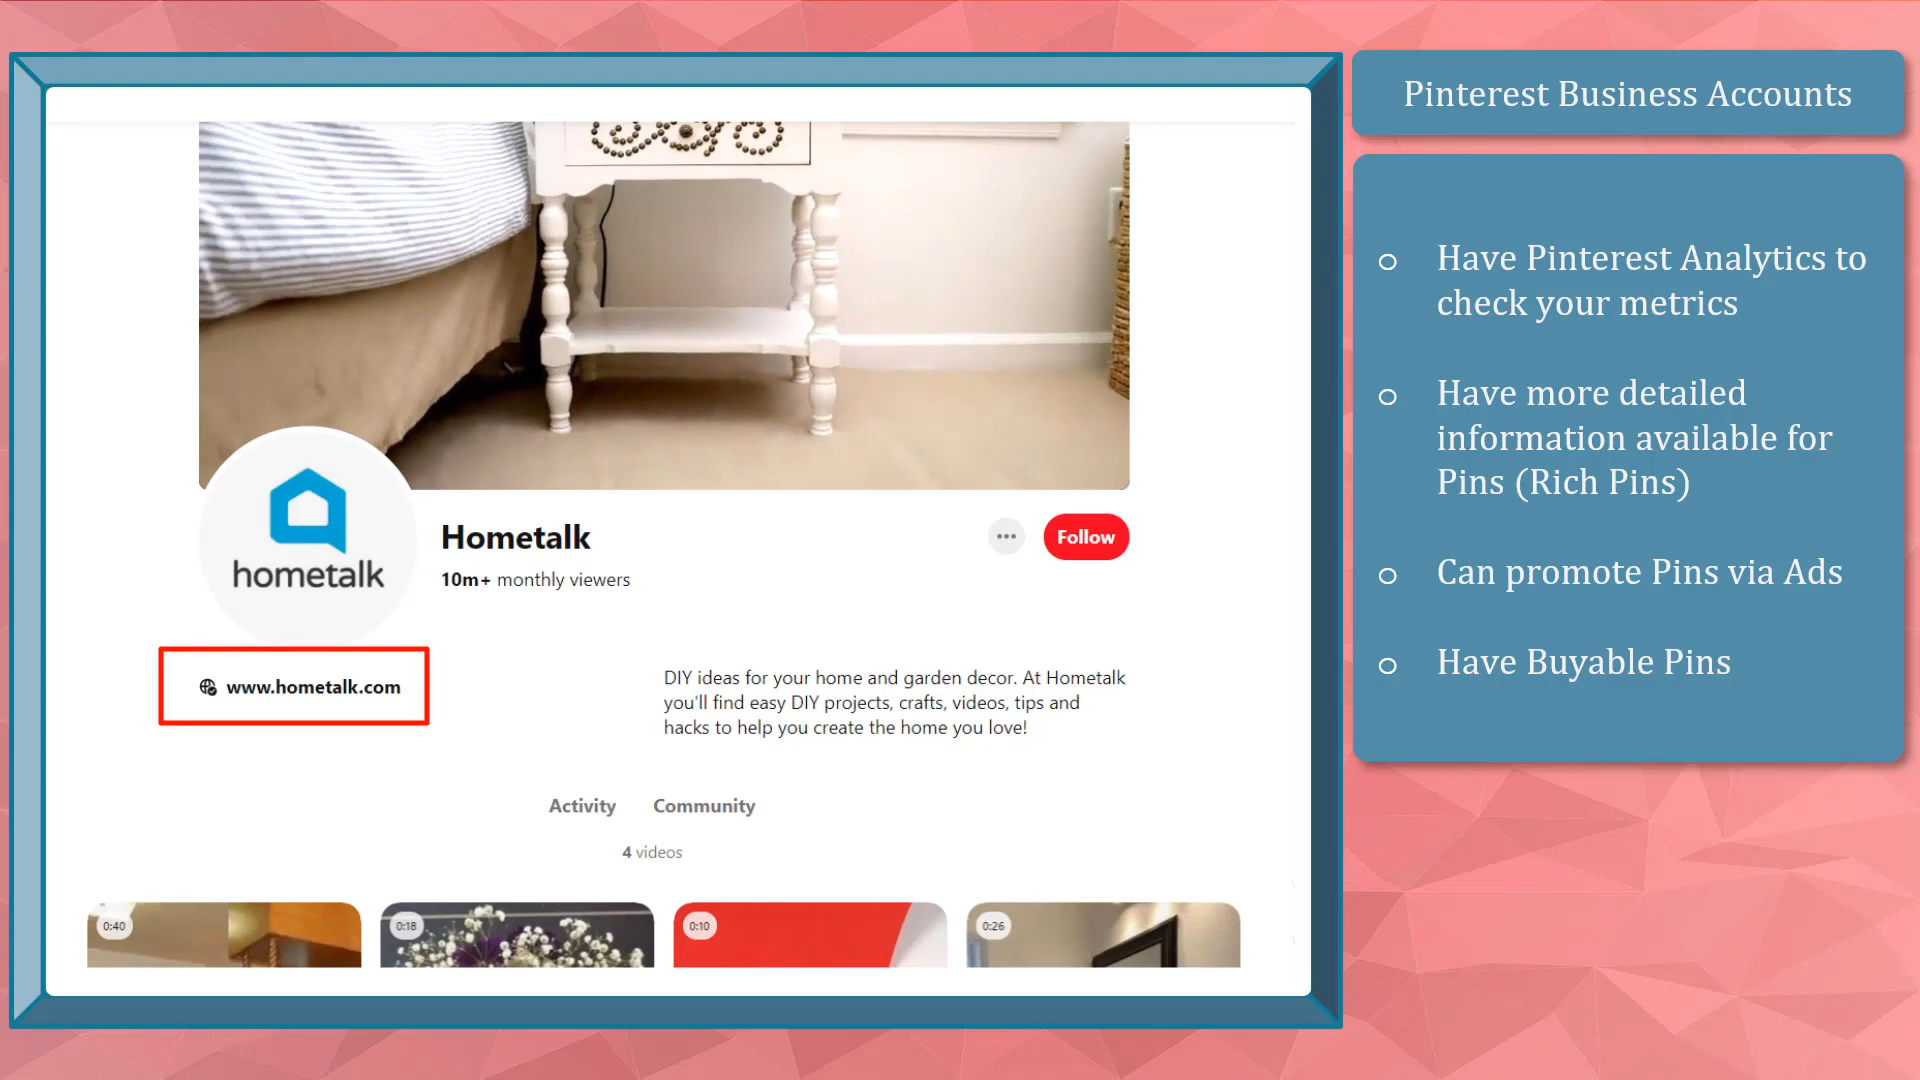 Pinterest Business Accounts
Have Pinterest Analytics to
check your metrics
Have more detailed
information available for
Pins (Rich Pins)
Can promote Pins via Ads
Have Buyable Pins
hometalk
Hometalk
10m+ monthly viewers
Follow
www.hometalk.com
DIY ideas for your home and garden decor. At Hometalk
you'll find easy DIY projects, crafts, videos, tips and
hacks to help you create the home you love!
Activity Community
4 videos
0:40
0:18
0:10
0:26